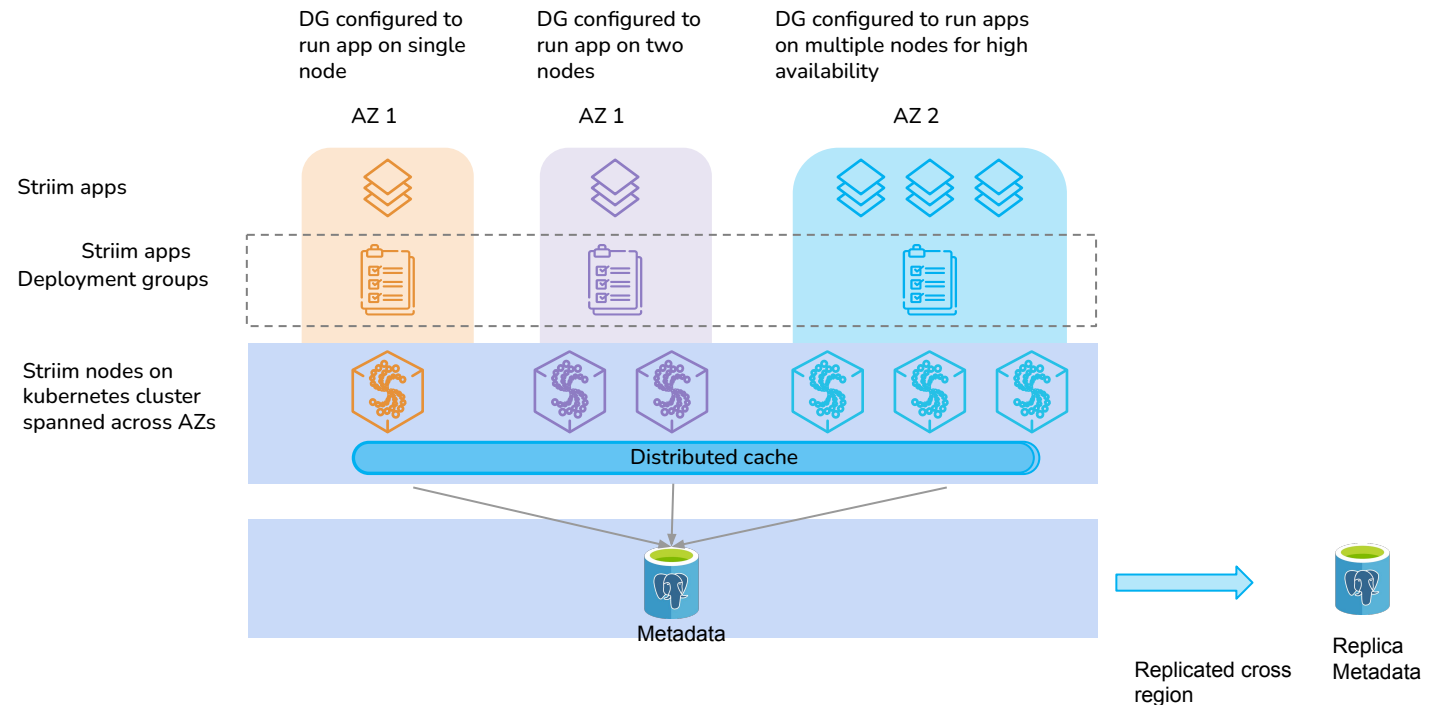 DG configured to
run app on single
node
DG configured to
run app on two
nodes
DG configured to run apps
on multiple nodes for high
availability
AZ 1
AZ 1
AZ 2
Striim apps
Striim apps
Deployment groups
Striim nodes on
kubernetes cluster
spanned across AZs
Distributed cache
Metadata
Replicated cross
region
Replica
Metadata